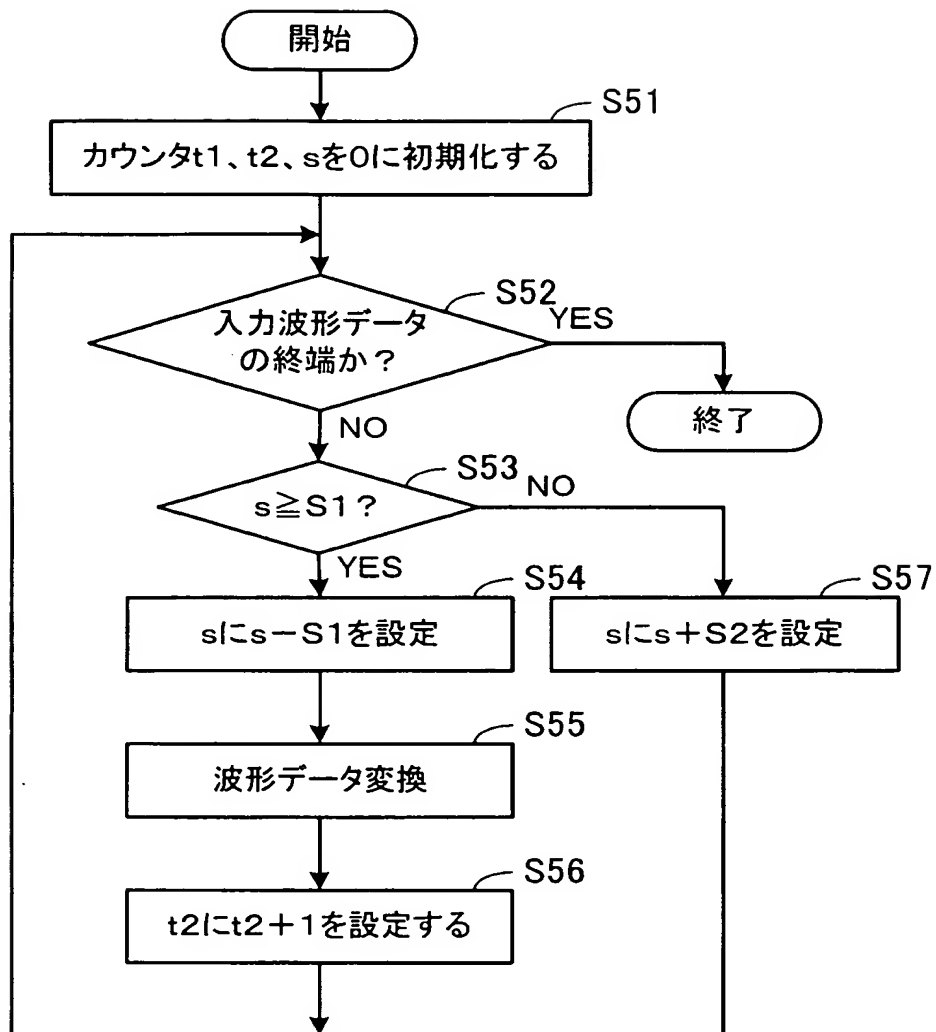 開始
S51
カウンタt1、t2、sを0に初期化する
S52
入力波形データ
の終端か?
YES
終了
NO
S53
s≧S1?
NO
YES
S54
sにs-S1を設定
S57
sにs+S2を設定
S55
波形データ変換
S56
t2にt2+1を設定する